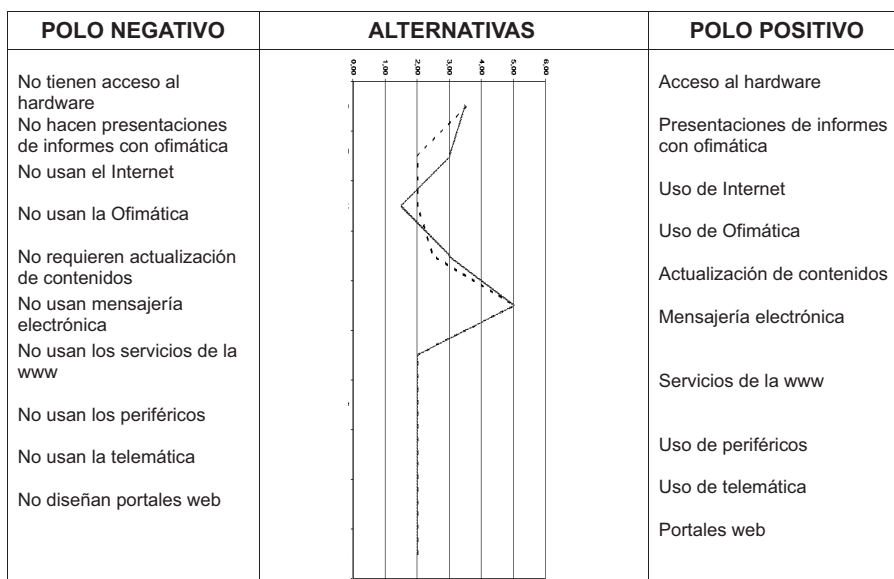 POLO NEGATIVO
ALTERNATIVAS
POLO POSITIVO
No tienen acceso al
hardware
No hacen presentaciones
de informes con ofimática
No usan el Internet
No usan la Ofimática
No requieren actualización
de contenidos
No usan mensajería
electrónica
No usan los servicios de la
www
No usan los periféricos
No usan la telemática
No diseñan portales web
0,00
1,00
2,00
3,00
4,00
5,00
6,00
Acceso al hardware
Presentaciones de informes
con ofimática
Uso de Internet
Uso de Ofimática
Actualización de contenidos
Mensajería electrónica
Servicios de la www
Uso de periféricos
Uso de telemática
Portales web